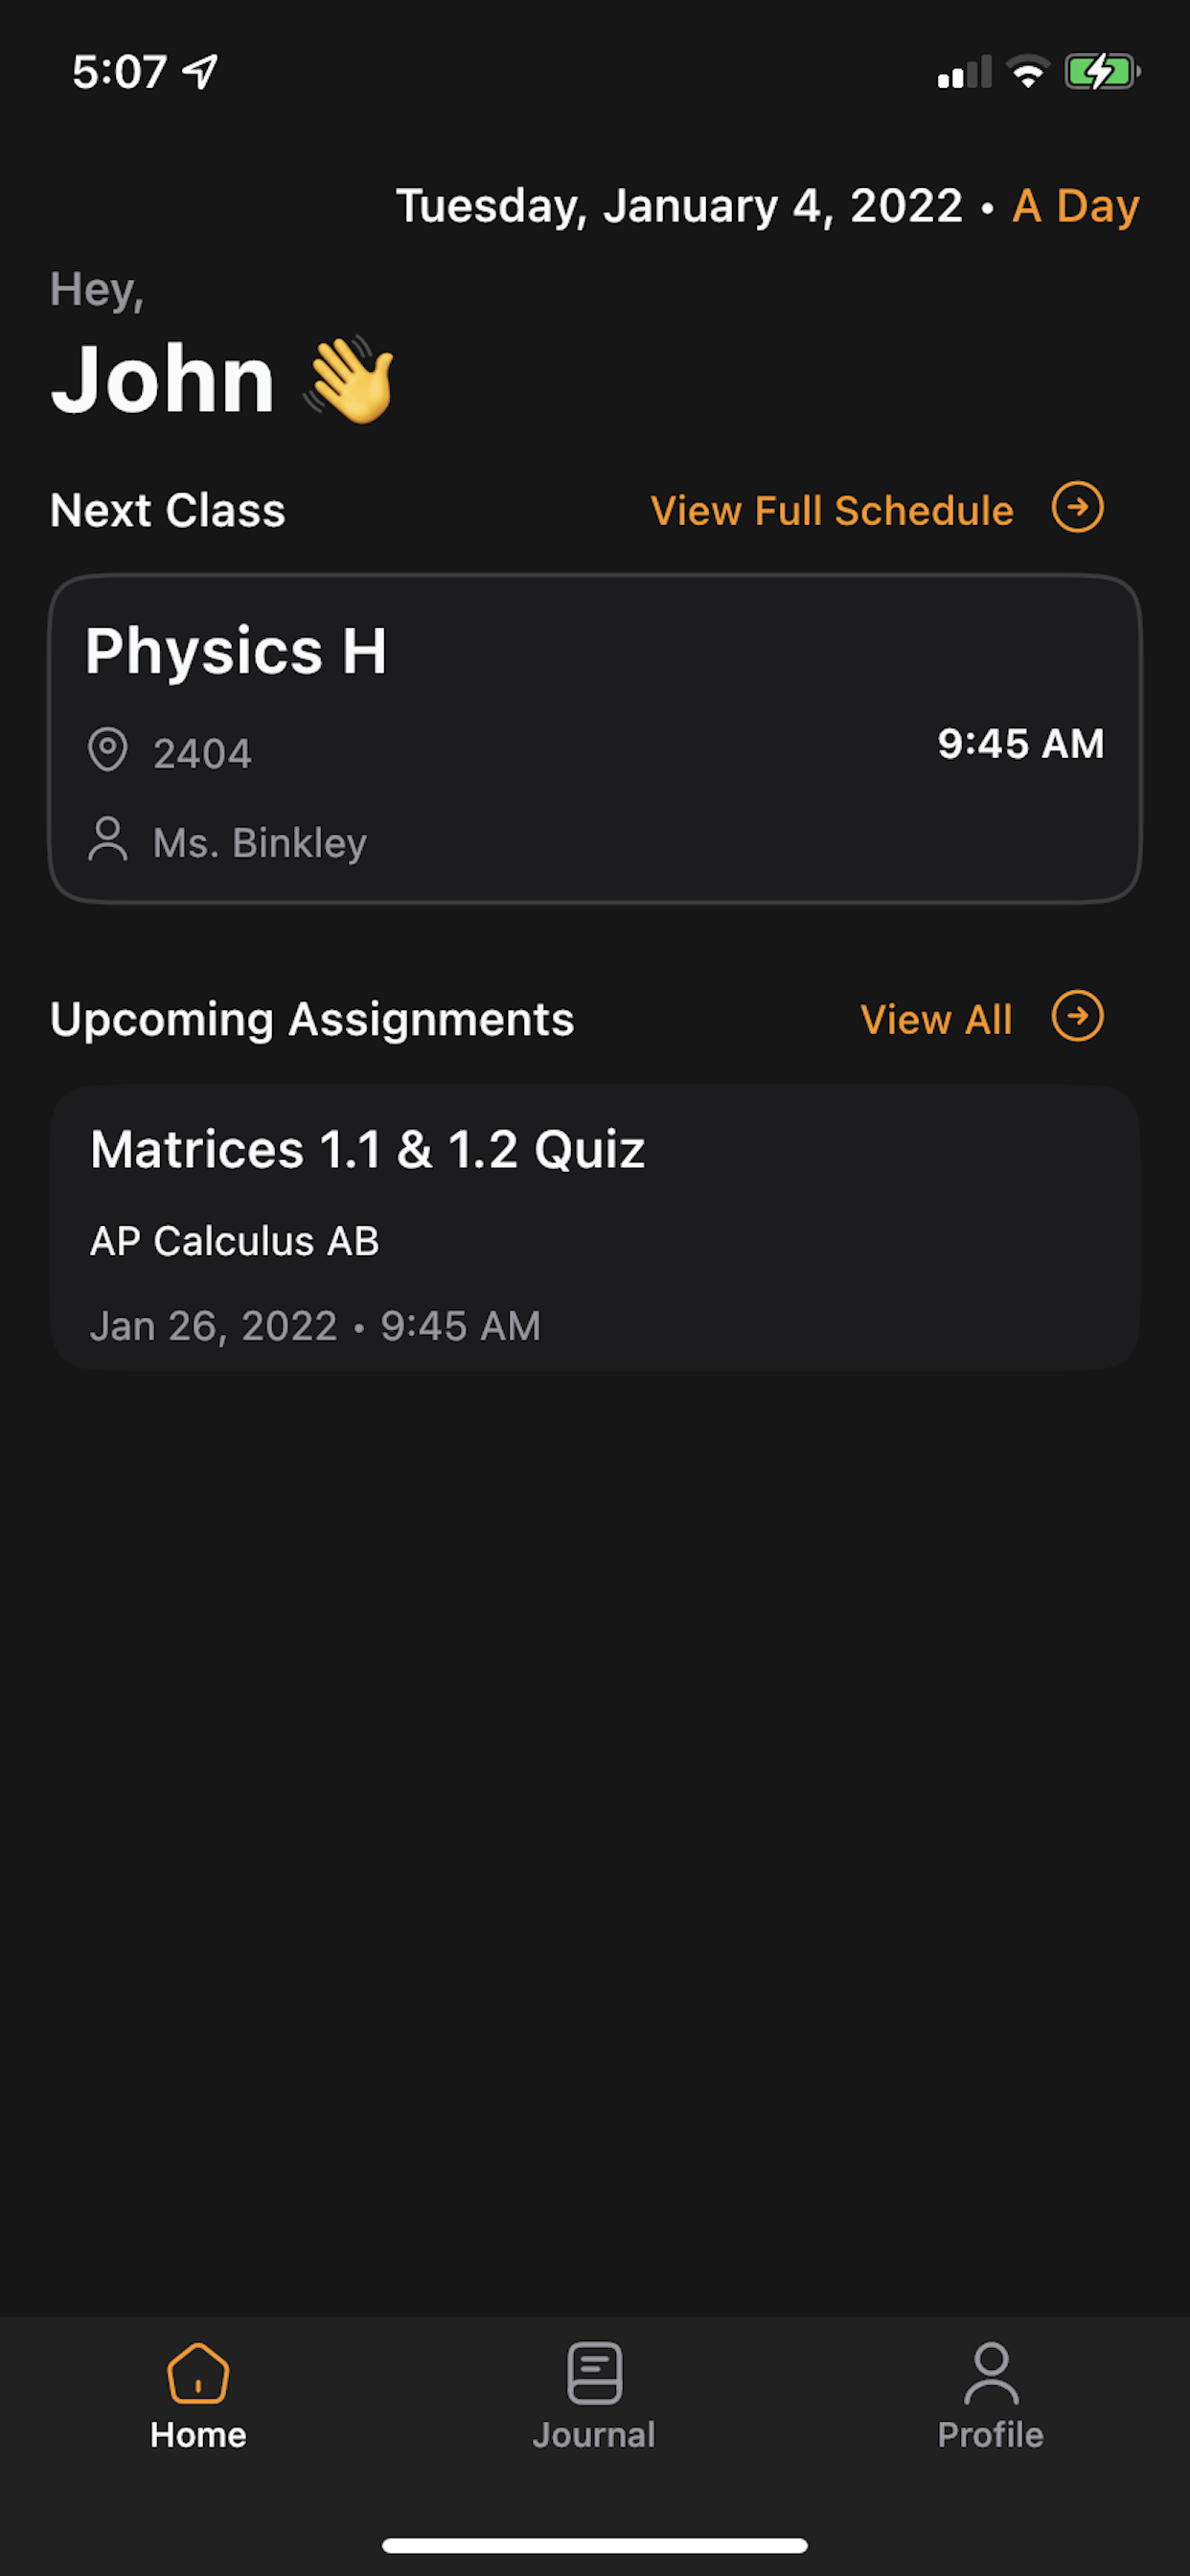 5:07
Tuesday, January 4, 2022 • A Day
Hey,
John 👋
Next Class
View Full Schedule
Physics H
2404
9:45 AM
Ms. Binkley
Upcoming Assignments
View All
Matrices 1.1 & 1.2 Quiz
AP Calculus AB
Jan 26, 2022 • 9:45 AM
Home
Journal
Profile